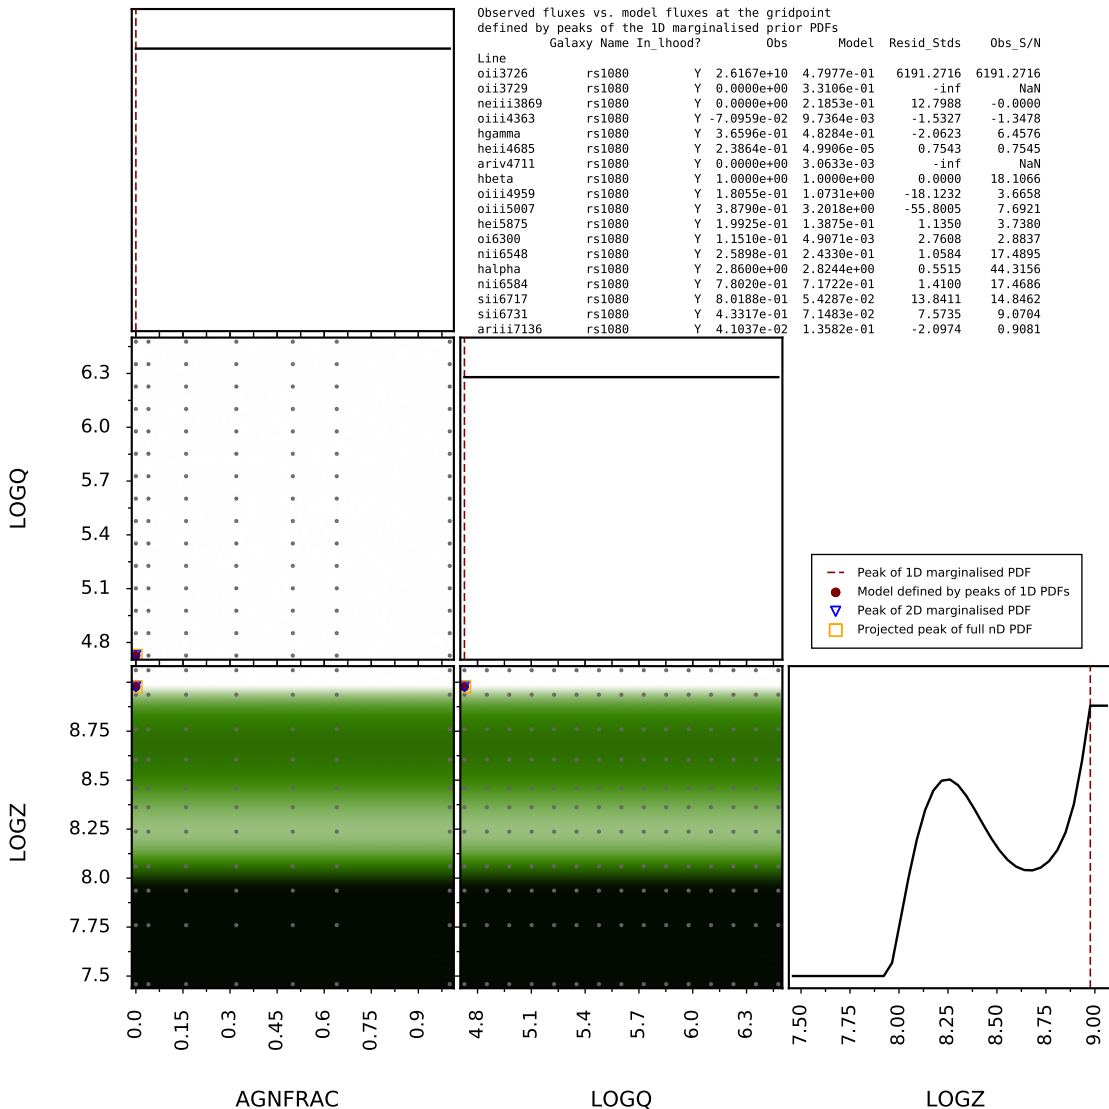 Observed fluxes vs. model fluxes at the gridpoint
defined by peaks of the 1D marginalised prior PDFs
Galaxy Name In_lhood? Obs Model Resid_Stds Obs_S/N
Line
oii3726 rs1080 Y 2.6167e+10 4.7977e-01 6191.2716 6191.2716
oii3729 rs1080 Y 0.0000e+00 3.3106e-01 -inf NaN
neiii3869 rs1080 Y 0.0000e+00 2.1853e-01 12.7988 -0.0000
oiii4363 rs1080 Y -7.0959e-02 9.7364e-03 -1.5327 -1.3478
hgamma rs1080 Y 3.6596e-01 4.8284e-01 -2.0623 6.4576
heii4685 rs1080 Y 2.3864e-01 4.9906e-05 0.7543 0.7545
ariv4711 rs1080 Y 0.0000e+00 3.0633e-03 -inf NaN
hbeta rs1080 Y 1.0000e+00 1.0000e+00 0.0000 18.1066
oiii4959 rs1080 Y 1.8055e-01 1.0731e+00 -18.1232 3.6658
oiii5007 rs1080 Y 3.8790e-01 3.2018e+00 -55.8005 7.6921
hei5875 rs1080 Y 1.9925e-01 1.3875e-01 1.1350 3.7380
oi6300 rs1080 Y 1.1510e-01 4.9071e-03 2.7608 2.8837
nii6548 rs1080 Y 2.5898e-01 2.4330e-01 1.0584 17.4895
halpha rs1080 Y 2.8600e+00 2.8244e+00 0.5515 44.3156
nii6584 rs1080 Y 7.8020e-01 7.1722e-01 1.4100 17.4686
sii6717 rs1080 Y 8.0188e-01 5.4287e-02 13.8411 14.8462
sii6731 rs1080 Y 4.3317e-01 7.1483e-02 7.5735 9.0704
ariii7136 rs1080 Y 4.1037e-02 1.3582e-01 -2.0974 0.9081
6.3
6.0
5.7
5.4
5.1
4.8
LOGQ
Peak of 1D marginalised PDF
Model defined by peaks of 1D PDFs
Peak of 2D marginalised PDF
Projected peak of full nD PDF
8.75
8.5
8.25
8.0
7.75
7.5
LOGZ
0.0 0.15 0.3 0.45 0.6 0.75 0.9
4.8 5.1 5.4 5.7 6.0 6.3
7.50 7.75 8.00 8.25 8.50 8.75 9.00
AGNFRAC LOGQ LOGZ